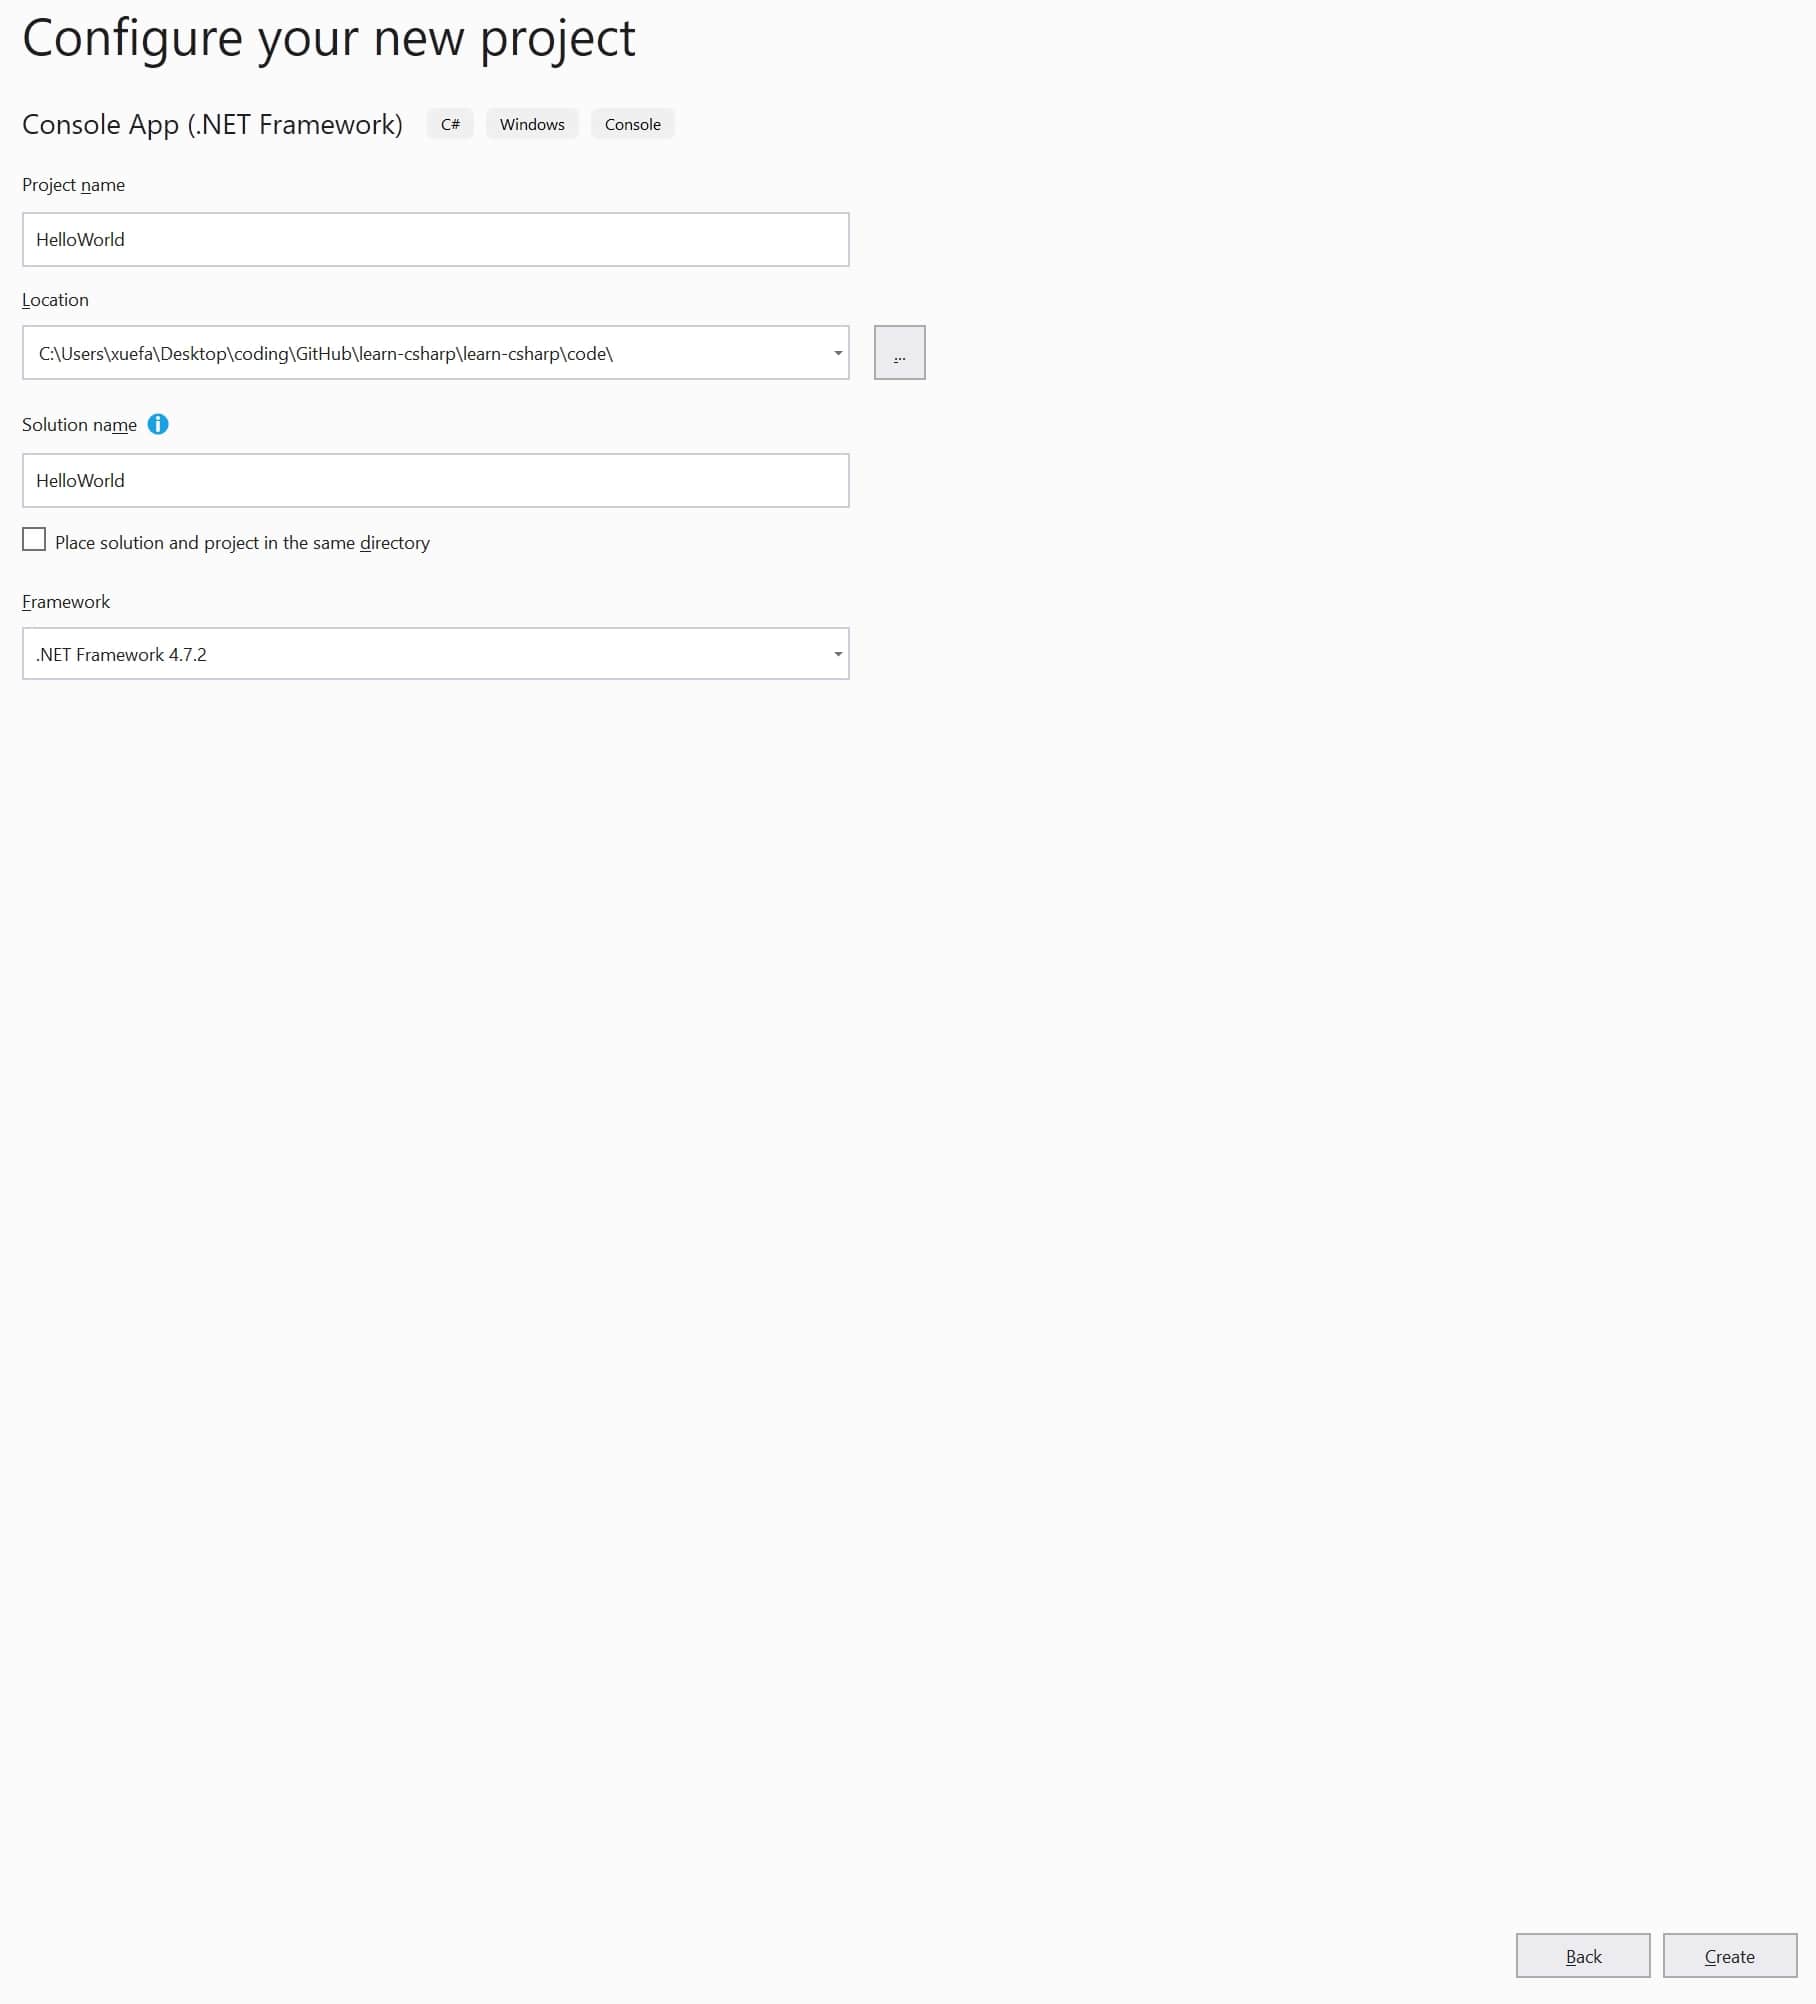 Configure your new project
Console App (.NET Framework) C# Windows Console
Project name
HelloWorld
Location
C:\Users\xuefa\Desktop\coding\GitHub\learn-csharp\learn-csharp\code\
...
Solution name
HelloWorld
Place solution and project in the same directory
Framework
.NET Framework 4.7.2
Back Create